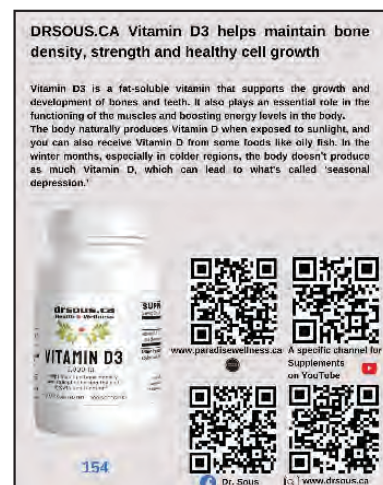 DRSOUS.CA Vitamin D3 helps maintain bone
density, strength and healthy cell growth
Vitamin D3 is a fat-soluble vitamin that supports the growth and
development of bones and teeth. It also plays an essential role in the
functioning of the muscles and boosting energy levels in the body.
The body naturally produces Vitamin D when exposed to sunlight, and
you can also receive Vitamin D from some foods like oily fish. In the
winter months, especially in colder regions, the body doesn't produce
as much Vitamin D, which can lead to what's called 'seasonal
depression.'
drsous.ca
Health & Wellness
VITAMIN D3
www.paradisewellness.ca
A specific channel for
Supplements
on YouTube
154
Dr. Sous
www.drsous.ca